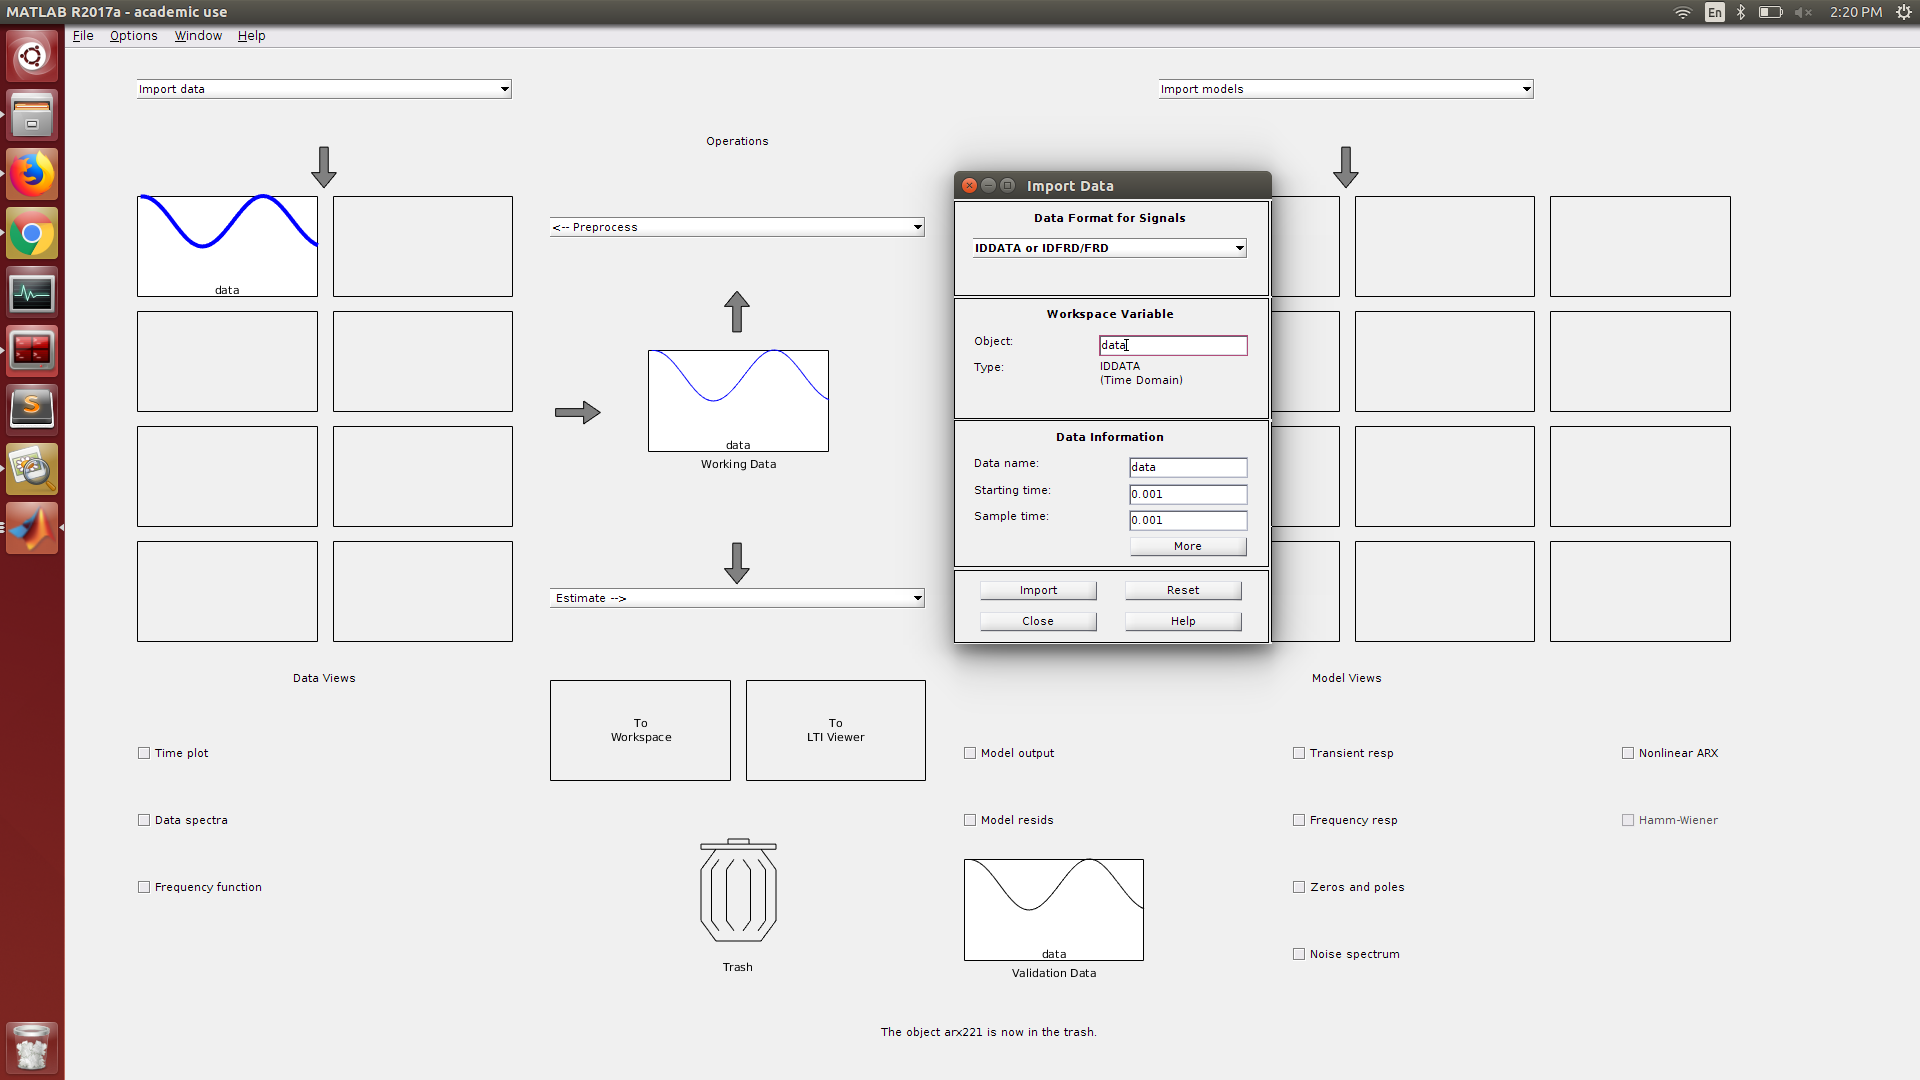 MATLAB R2017a - academic use
En
2:20 PM
File Options Window Help
Import data
Import models
Operations
<-- Preprocess
data
data
Working Data
Estimate -->
Import Data
Data Format for Signals
IDDATA or IDFRD/FRD
Workspace Variable
Object: data
Type: IDDATA
(Time Domain)
Data Information
Data name: data
Starting time: 0.001
Sample time: 0.001
More
Import Reset
Close Help
Data Views
Model Views
To
Workspace
To
LTI Viewer
Time plot
Data spectra
Frequency function
Model output
Transient resp
Nonlinear ARX
Model resids
Frequency resp
Hamm-Wiener
Zeros and poles
Noise spectrum
Trash
data
Validation Data
The object arx221 is now in the trash.